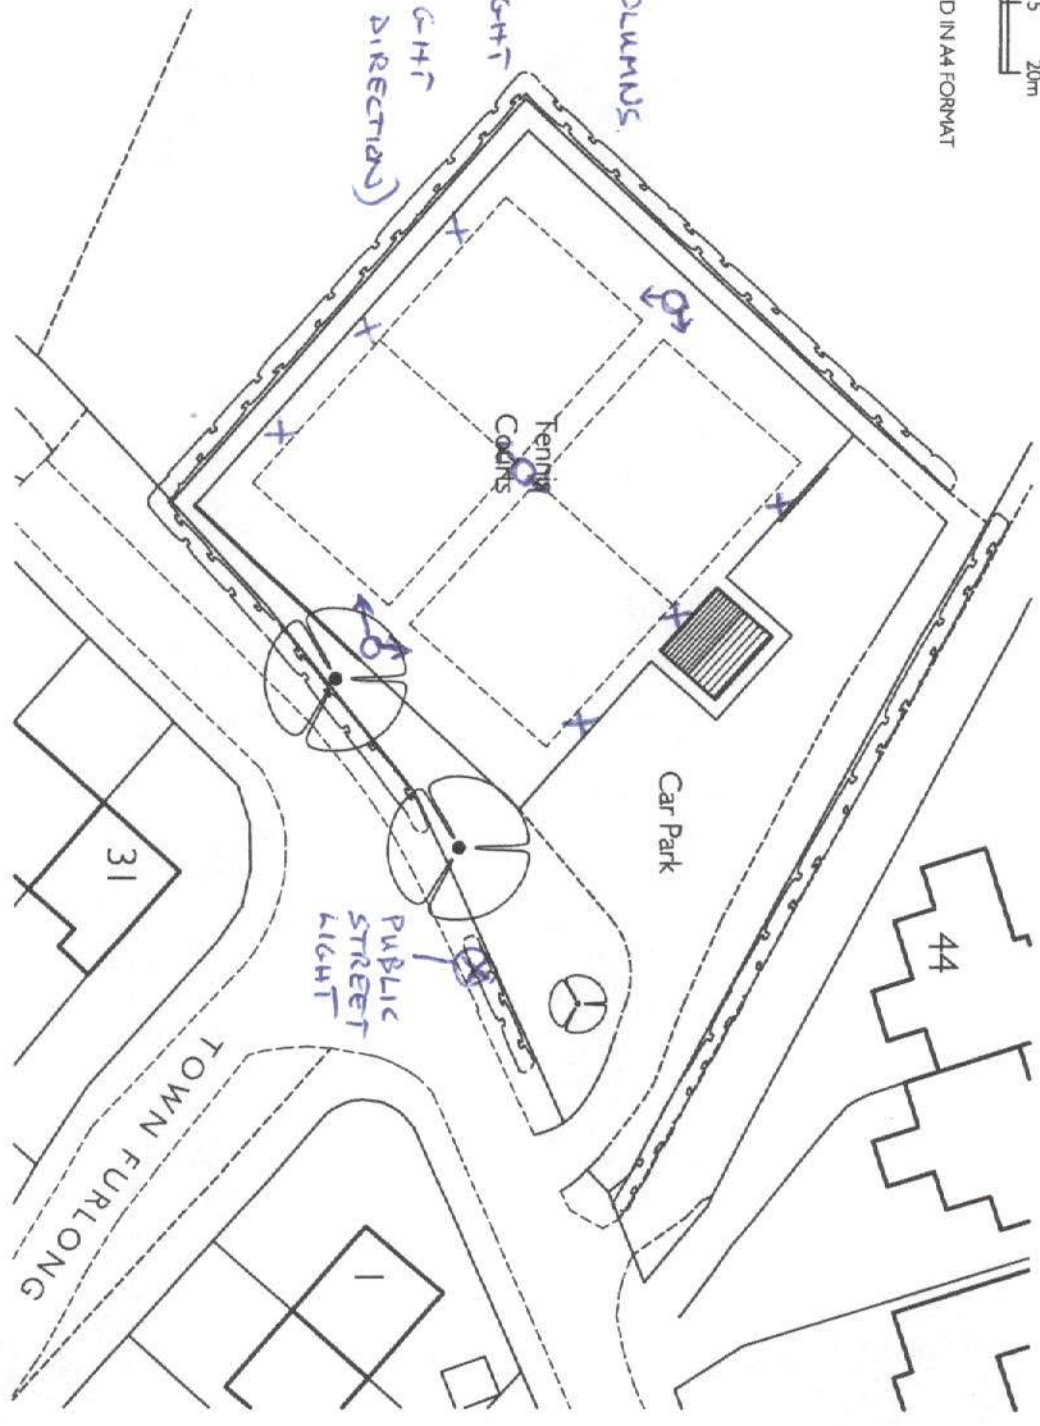 5 20m
D IN A4 FORMAT
OLUMNS.
GHT
GHT
DIRECTION)
Tennis
Courts
Car Park
44
31
PUBLIC
STREET
LIGHT
TOWN FURLONG
1